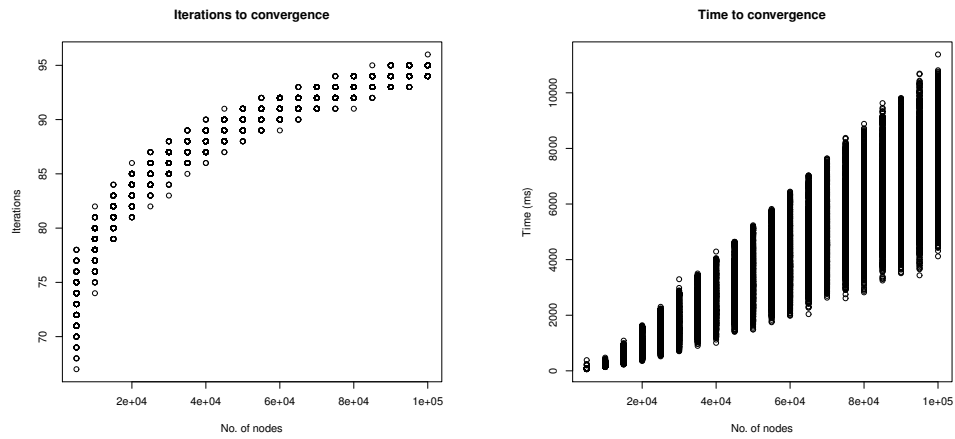 Iterations to convergence
Iterations
70 75 80 85 90 95
2e+04 4e+04 6e+04 8e+04 1e+05
No. of nodes
Time to convergence
Time (ms)
0 2000 4000 6000 8000 10000
2e+04 4e+04 6e+04 8e+04 1e+05
No. of nodes